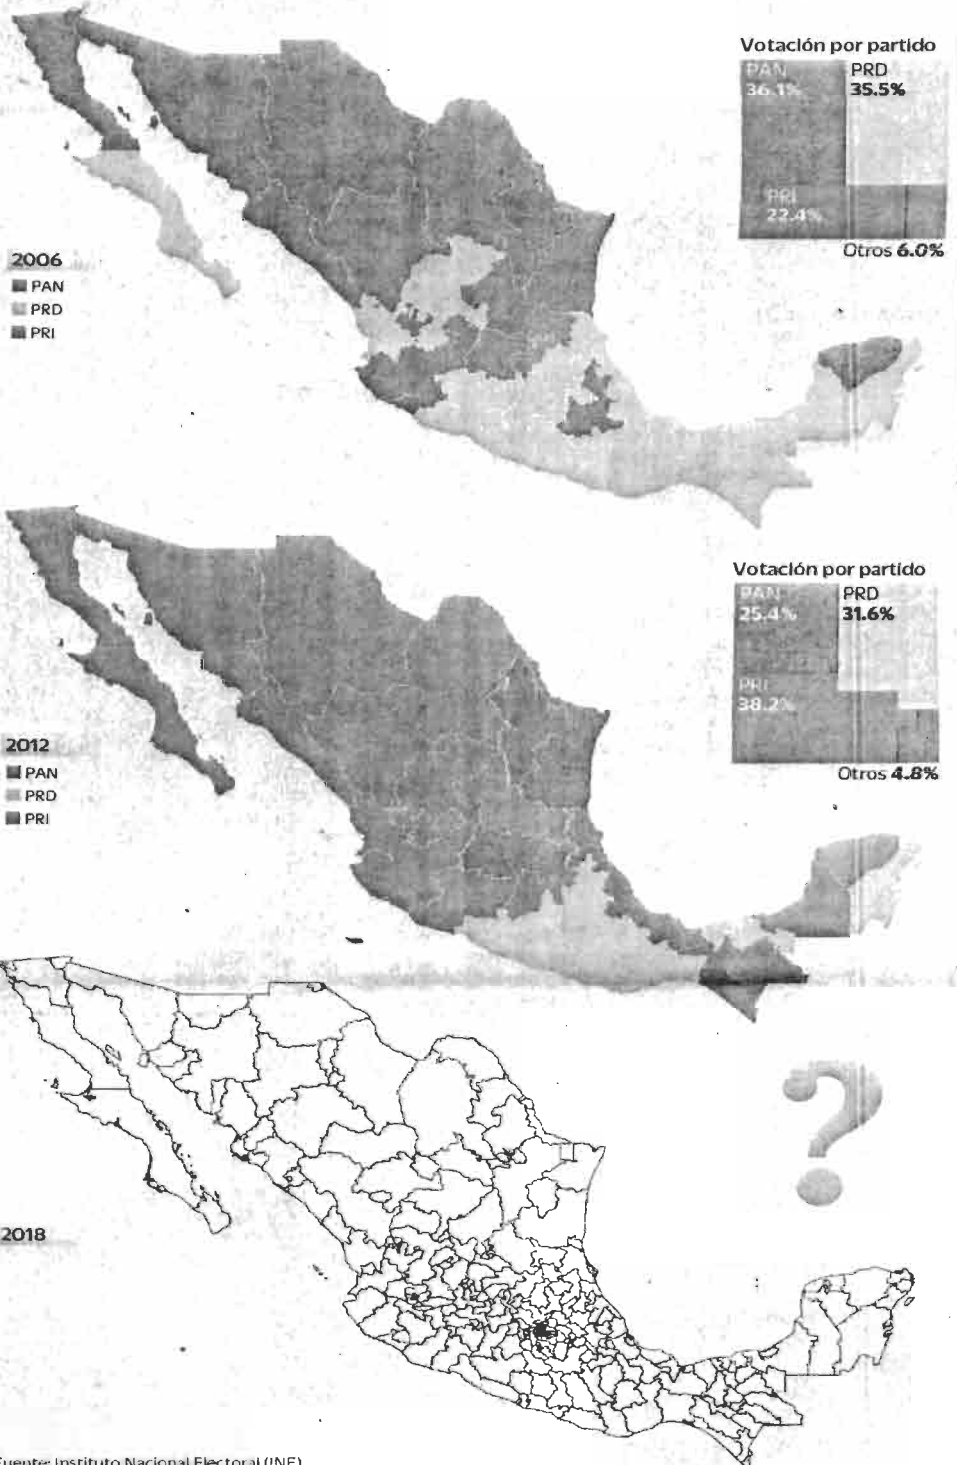 Votación por partido
PAN
36.1%
PRD
35.5%
PRI
22.4%
Otros 6.0%
2006
PAN
PRD
PRI
Votación por partido
PAN
25.4%
PRD
31.6%
PRI
38.2%
Otros 4.8%
2012
PAN
PRD
PRI
?
2018
Fuente: Instituto Nacional Electoral (INE)